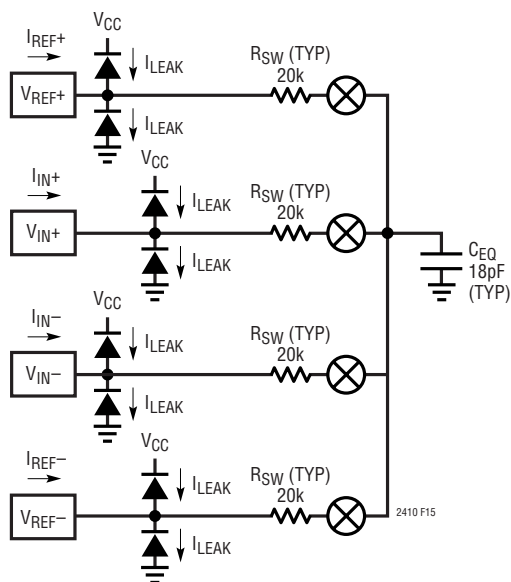 VCC
IREF+
ILEAK
RSW (TYP)
20k
VREF+
ILEAK
VCC
IIN+
ILEAK
RSW (TYP)
20k
VIN+
ILEAK
CEQ
18pF
(TYP)
VCC
IIN–
ILEAK
RSW (TYP)
20k
VIN–
ILEAK
VCC
IREF–
ILEAK
RSW (TYP)
20k
VREF–
2410 F15
ILEAK